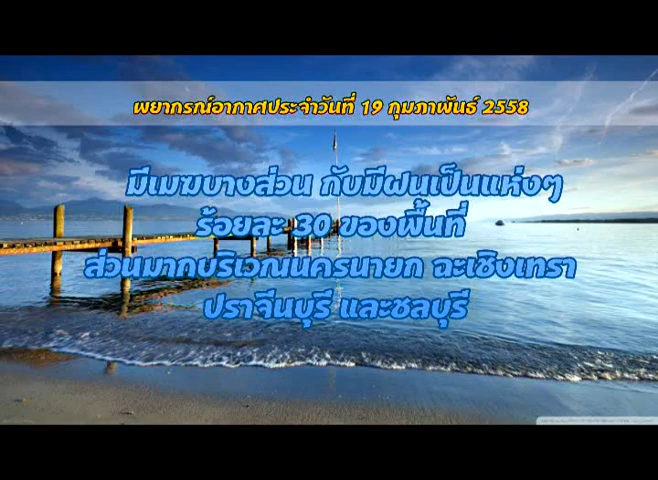 พยากรณ์อากาศประจำวันที่ 19 กุมภาพันธ์ 2558
มีเมฆบางส่วน กับมีฝนเป็นแห่งๆ
ร้อยละ 30 ของพื้นที่
ส่วนมากบริเวณนครนายก ฉะเชิงเทรา
ปราจีนบุรี และชลบุรี